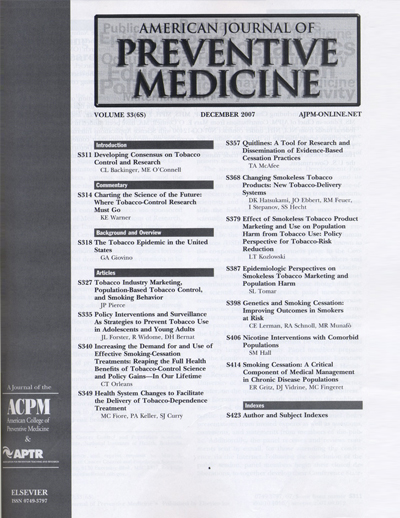 AMERICAN JOURNAL OF
PREVENTIVE
MEDICINE
VOLUME 33(6S)
DECEMBER 2007
AJPM-ONLINE.NET
Introduction
S311 Developing Consensus on Tobacco
Control and Research
CL Backinger, ME O'Connell
Commentary
S314 Charting the Science of the Future:
Where Tobacco-Control Research
Must Go
KE Warner
Background and Overview
S318 The Tobacco Epidemic in the United
States
GA Giovino
Articles
S327 Tobacco Industry Marketing,
Population-Based Tobacco Control,
and Smoking Behavior
JP Pierce
S335 Policy Interventions and Surveillance
As Strategies to Prevent Tobacco Use
in Adolescents and Young Adults
JL Forster, R Widome, DH Bernat
S340 Increasing the Demand for and Use of
Effective Smoking-Cessation
Treatments: Reaping the Full Health
Benefits of Tobacco-Control Science
and Policy Gains—In Our Lifetime
CT Orleans
S349 Health System Changes to Facilitate
the Delivery of Tobacco-Dependence
Treatment
MC Fiore, PA Keller, SJ Curry
S357 Quitlines: A Tool for Research and
Dissemination of Evidence-Based
Cessation Practices
TA McAfee
S368 Changing Smokeless Tobacco
Products: New Tobacco-Delivery
Systems
DK Hatsukami, JO Ebbert, RM Feuer,
I Stepanov, SS Hecht
S379 Effect of Smokeless Tobacco Product
Marketing and Use on Population
Harm from Tobacco Use: Policy
Perspective for Tobacco-Risk
Reduction
LT Kozlowski
S387 Epidemiologic Perspectives on
Smokeless Tobacco Marketing and
Population Harm
SL Tomar
S398 Genetics and Smoking Cessation:
Improving Outcomes in Smokers
at Risk
CE Lerman, RA Schnoll, MR Munafò
S406 Nicotine Interventions with Comorbid
Populations
SM Hall
S414 Smoking Cessation: A Critical
Component of Medical Management
in Chronic Disease Populations
ER Gritz, DJ Vidrine, MC Fingeret
Indexes
S423 Author and Subject Indexes
A Journal of the
ACPM
American College of
Preventive Medicine
&
APTR
ELSEVIER
ISSN 0749-3797